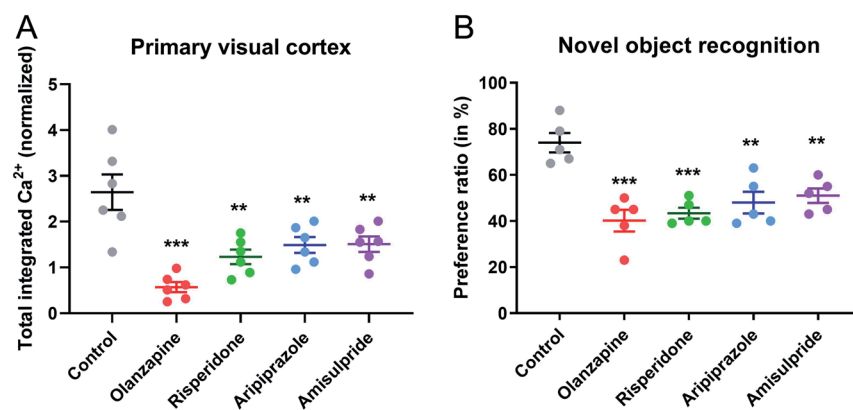 A
Primary visual cortex
Total integrated Ca²⁺ (normalized)
5
4
3
2
1
0
***
**
**
**
Control
Olanzapine
Risperidone
Aripiprazole
Amisulpride
B
Novel object recognition
Preference ratio (in %)
100
80
60
40
20
0
***
***
**
**
Control
Olanzapine
Risperidone
Aripiprazole
Amisulpride